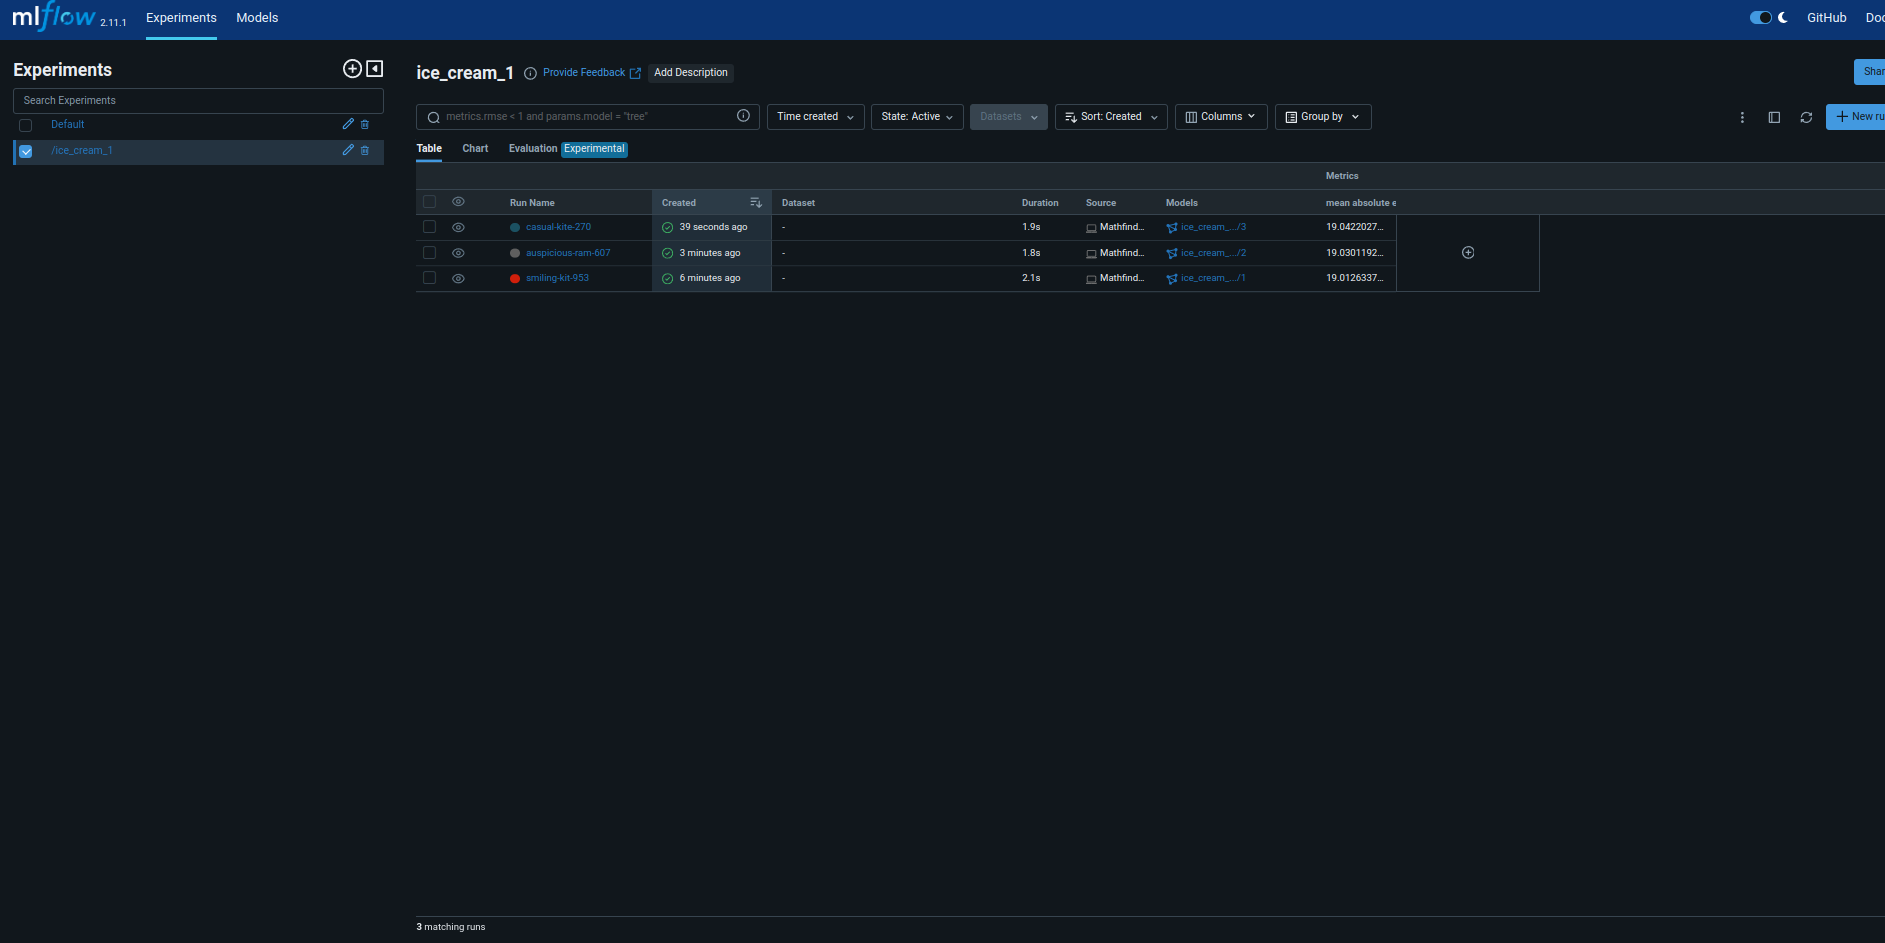 mlflow 2.11.1 Experiments Models GitHub Doc
Experiments
Search Experiments
Default
/ice_cream_1
ice_cream_1 Provide Feedback Add Description
Shar
metrics.rmse < 1 and params.model = "tree" Time created State: Active Datasets Sort: Created Columns Group by New ru
Table Chart Evaluation Experimental
Metrics
Run Name Created Dataset Duration Source Models mean absolute e
casual-kite-270 39 seconds ago - 1.9s Mathfind... ice_cream_.../3 19.0422027...
auspicious-ram-607 3 minutes ago - 1.8s Mathfind... ice_cream_.../2 19.0301192...
smiling-kit-953 6 minutes ago - 2.1s Mathfind... ice_cream_.../1 19.0126337...
3 matching runs